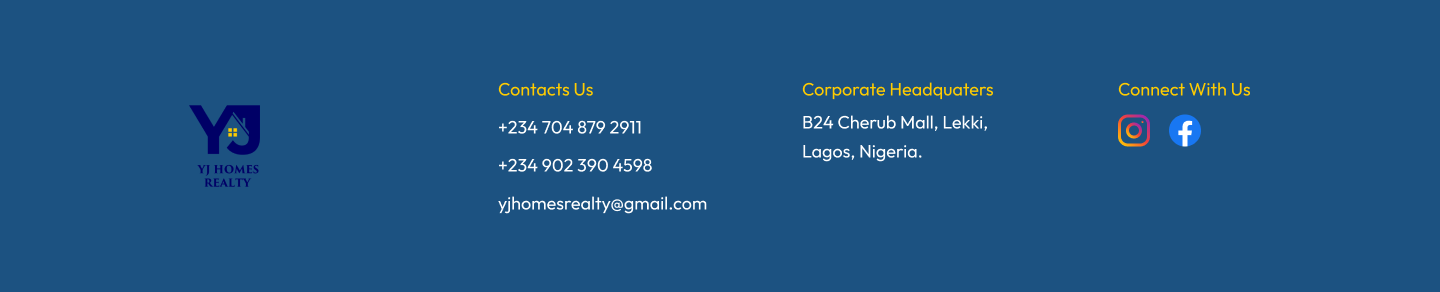 YJ
YJ HOMES
REALTY
Contacts Us
+234 704 879 2911
+234 902 390 4598
yjhomesrealty@gmail.com
Corporate Headquaters
B24 Cherub Mall, Lekki,
Lagos, Nigeria.
Connect With Us